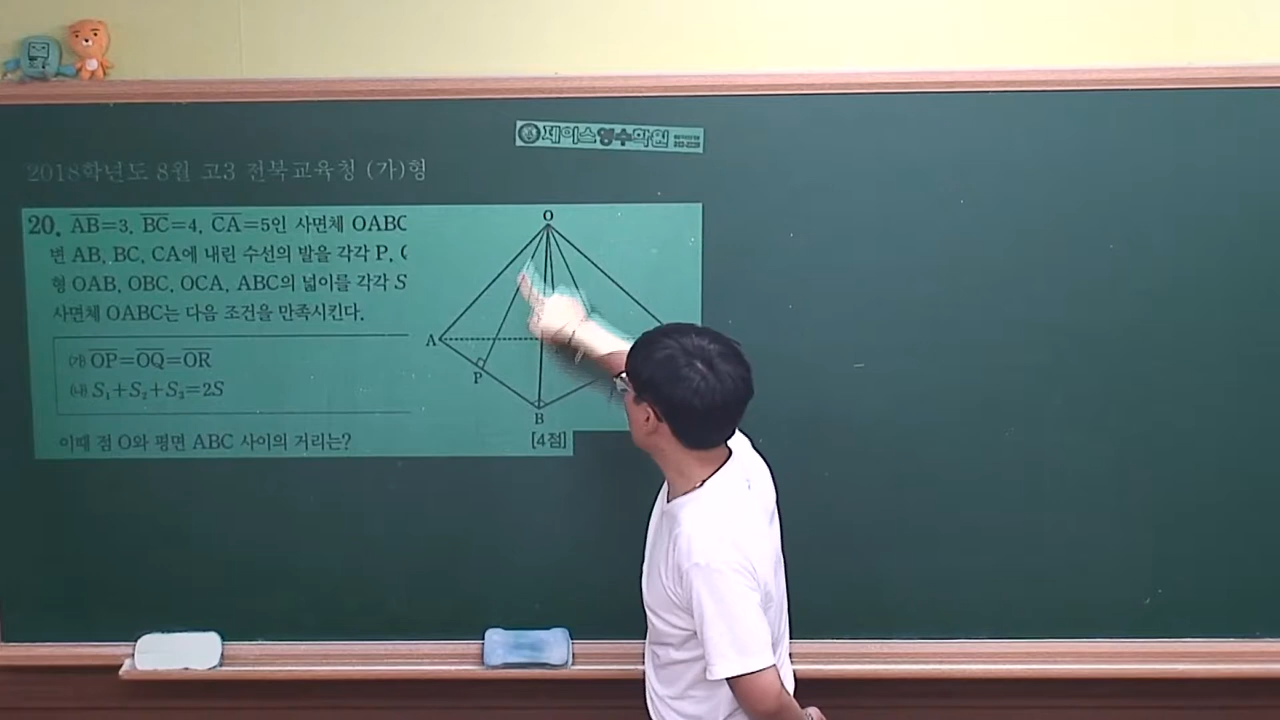 제이스영수학원
2018학년도 8월 고3 전북교육청 (가)형
20. AB=3, BC=4, CA=5인 사면체 OABC
변 AB, BC, CA에 내린 수선의 발을 각각 P,
형 OAB, OBC, OCA, ABC의 넓이를 각각 S
사면체 OABC는 다음 조건을 만족시킨다.
(가) OP=OQ=OR
(나) S₁+S₂+S₃=2S
이때 점 O와 평면 ABC 사이의 거리는?
[4점]
O
A
P
B